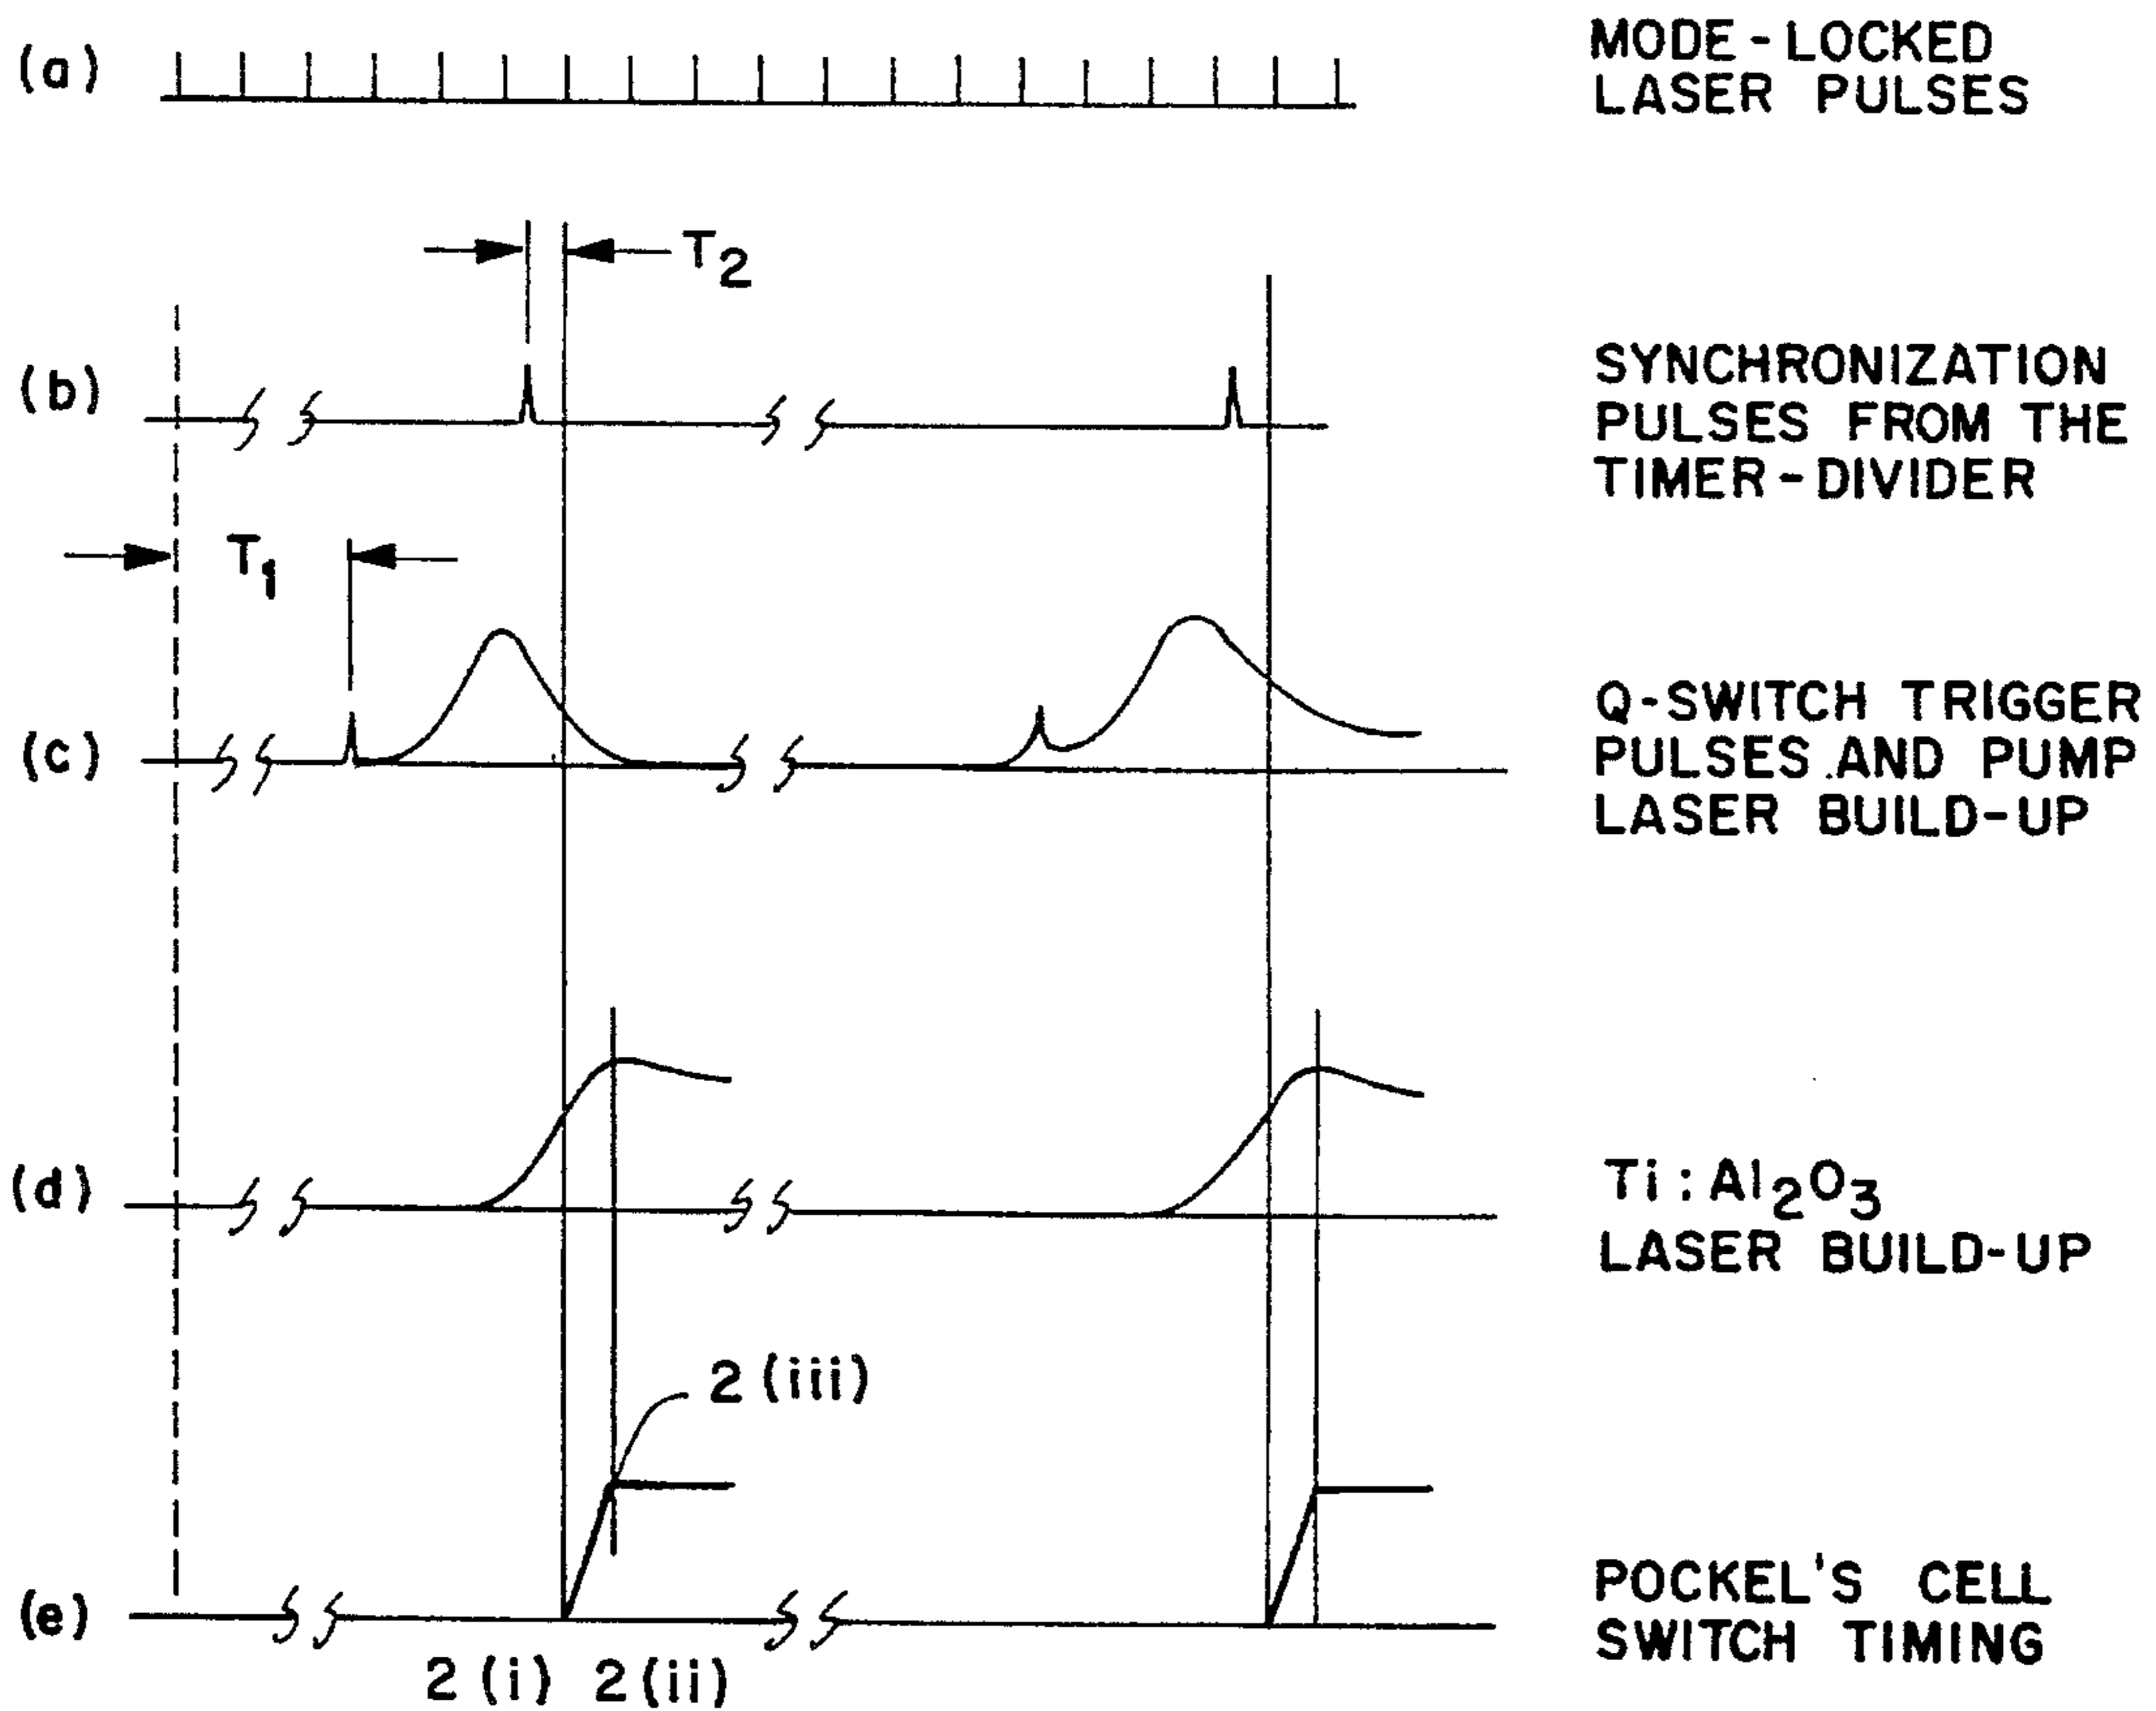 (a)
MODE-LOCKED
LASER PULSES
T2
(b)
SYNCHRONIZATION
PULSES FROM THE
TIMER-DIVIDER
T1
(c)
Q-SWITCH TRIGGER
PULSES AND PUMP
LASER BUILD-UP
(d)
Ti:Al2O3
LASER BUILD-UP
2(iii)
(e)
POCKEL'S CELL
SWITCH TIMING
2(i) 2(ii)